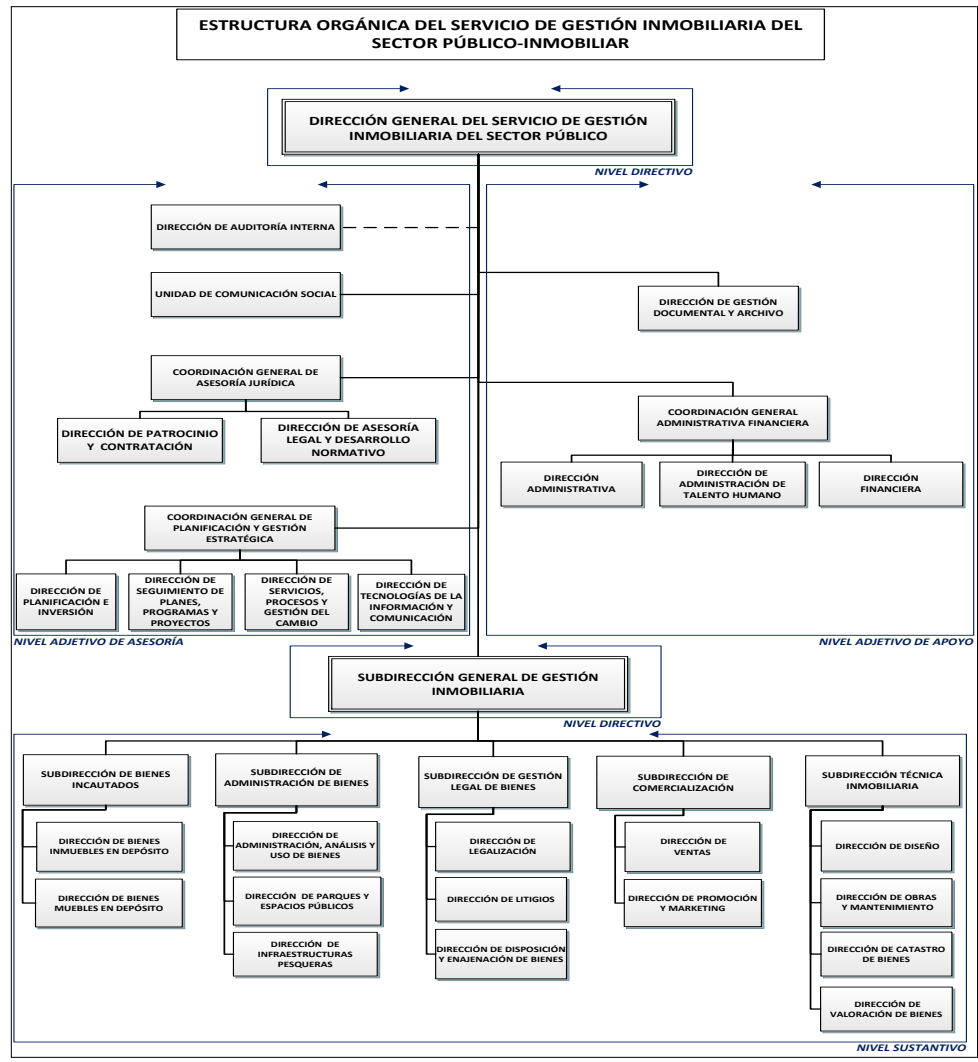 ESTRUCTURA ORGÁNICA DEL SERVICIO DE GESTIÓN INMOBILIARIA DEL
SECTOR PÚBLICO-INMOBILIAR
DIRECCIÓN GENERAL DEL SERVICIO DE GESTIÓN
INMOBILIARIA DEL SECTOR PÚBLICO
NIVEL DIRECTIVO
DIRECCIÓN DE AUDITORÍA INTERNA
UNIDAD DE COMUNICACIÓN SOCIAL
COORDINACIÓN GENERAL DE
ASESORÍA JURÍDICA
DIRECCIÓN DE PATROCINIO
Y CONTRATACIÓN
DIRECCIÓN DE ASESORÍA
LEGAL Y DESARROLLO
NORMATIVO
COORDINACIÓN GENERAL DE
PLANIFICACIÓN Y GESTIÓN
ESTRATÉGICA
DIRECCIÓN DE
PLANIFICACIÓN E
INVERSIÓN
DIRECCIÓN DE
SEGUIMIENTO DE
PLANES,
PROGRAMAS Y
PROYECTOS
DIRECCIÓN DE
SERVICIOS,
PROCESOS Y
GESTIÓN DEL
CAMBIO
DIRECCIÓN DE
TECNOLOGÍAS DE LA
INFORMACIÓN Y
COMUNICACIÓN
NIVEL ADJETIVO DE ASESORÍA
DIRECCIÓN DE GESTIÓN
DOCUMENTAL Y ARCHIVO
COORDINACIÓN GENERAL
ADMINISTRATIVA FINANCIERA
DIRECCIÓN
ADMINISTRATIVA
DIRECCIÓN DE
ADMINISTRACIÓN DE
TALENTO HUMANO
DIRECCIÓN
FINANCIERA
NIVEL ADJETIVO DE APOYO
SUBDIRECCIÓN GENERAL DE GESTIÓN
INMOBILIARIA
NIVEL DIRECTIVO
SUBDIRECCIÓN DE BIENES
INCAUTADOS
DIRECCIÓN DE BIENES
INMUEBLES EN DEPÓSITO
DIRECCIÓN DE BIENES
MUEBLES EN DEPÓSITO
SUBDIRECCIÓN DE
ADMINISTRACIÓN DE BIENES
DIRECCIÓN DE
ADMINISTRACIÓN, ANÁLISIS Y
USO DE BIENES
DIRECCIÓN DE PARQUES Y
ESPACIOS PÚBLICOS
DIRECCIÓN DE
INFRAESTRUCTURAS
PESQUERAS
SUBDIRECCIÓN DE GESTIÓN
LEGAL DE BIENES
DIRECCIÓN DE
LEGALIZACIÓN
DIRECCIÓN DE LITIGIOS
DIRECCIÓN DE DISPOSICIÓN
Y ENAJENACIÓN DE BIENES
SUBDIRECCIÓN DE
COMERCIALIZACIÓN
DIRECCIÓN DE
VENTAS
DIRECCIÓN DE PROMOCIÓN
Y MARKETING
SUBDIRECCIÓN TÉCNICA
INMOBILIARIA
DIRECCIÓN DE DISEÑO
DIRECCIÓN DE OBRAS
Y MANTENIMIENTO
DIRECCIÓN DE CATASTRO
DE BIENES
DIRECCIÓN DE
VALORACIÓN DE BIENES
NIVEL SUSTANTIVO